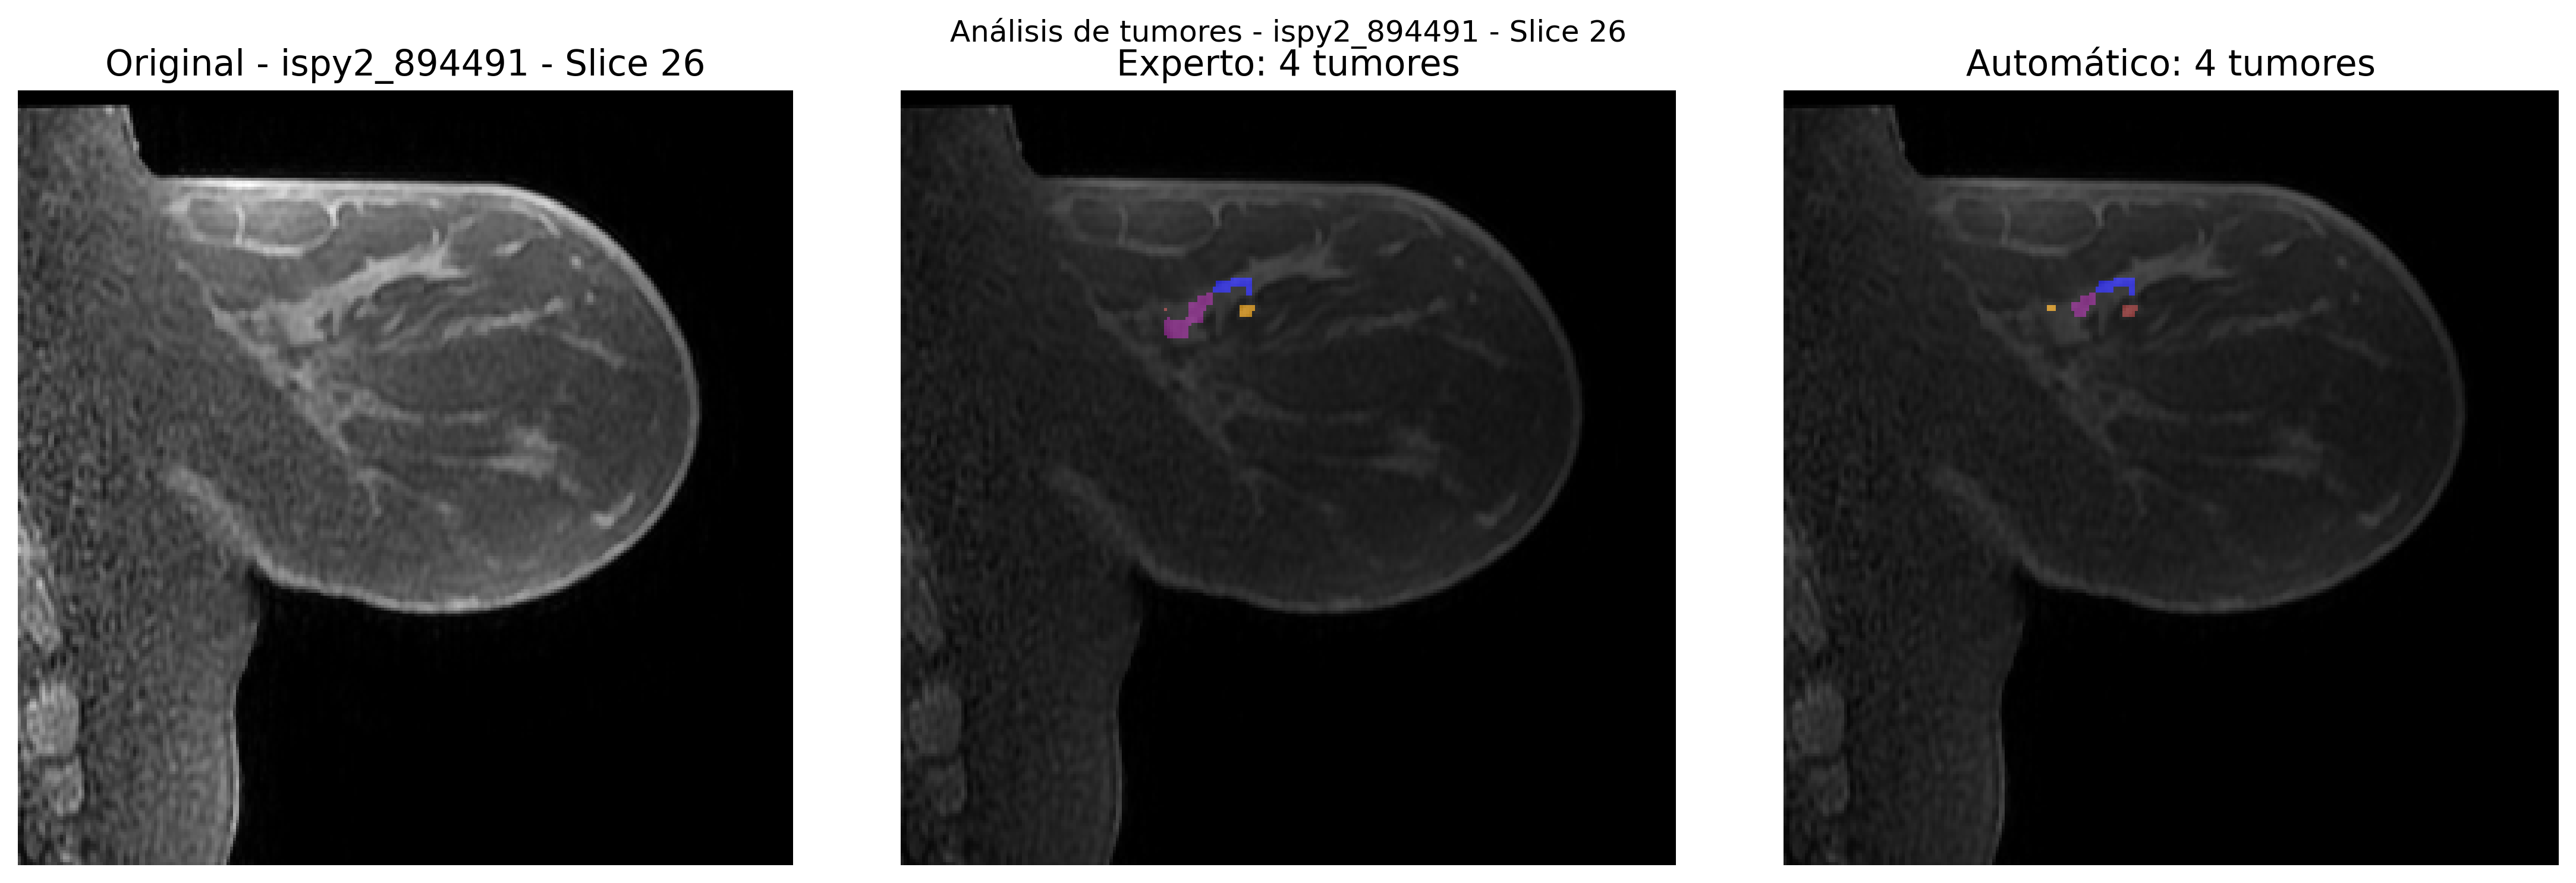 Análisis de tumores - ispy2_894491 - Slice 26
Original - ispy2_894491 - Slice 26
Experto: 4 tumores
Automático: 4 tumores